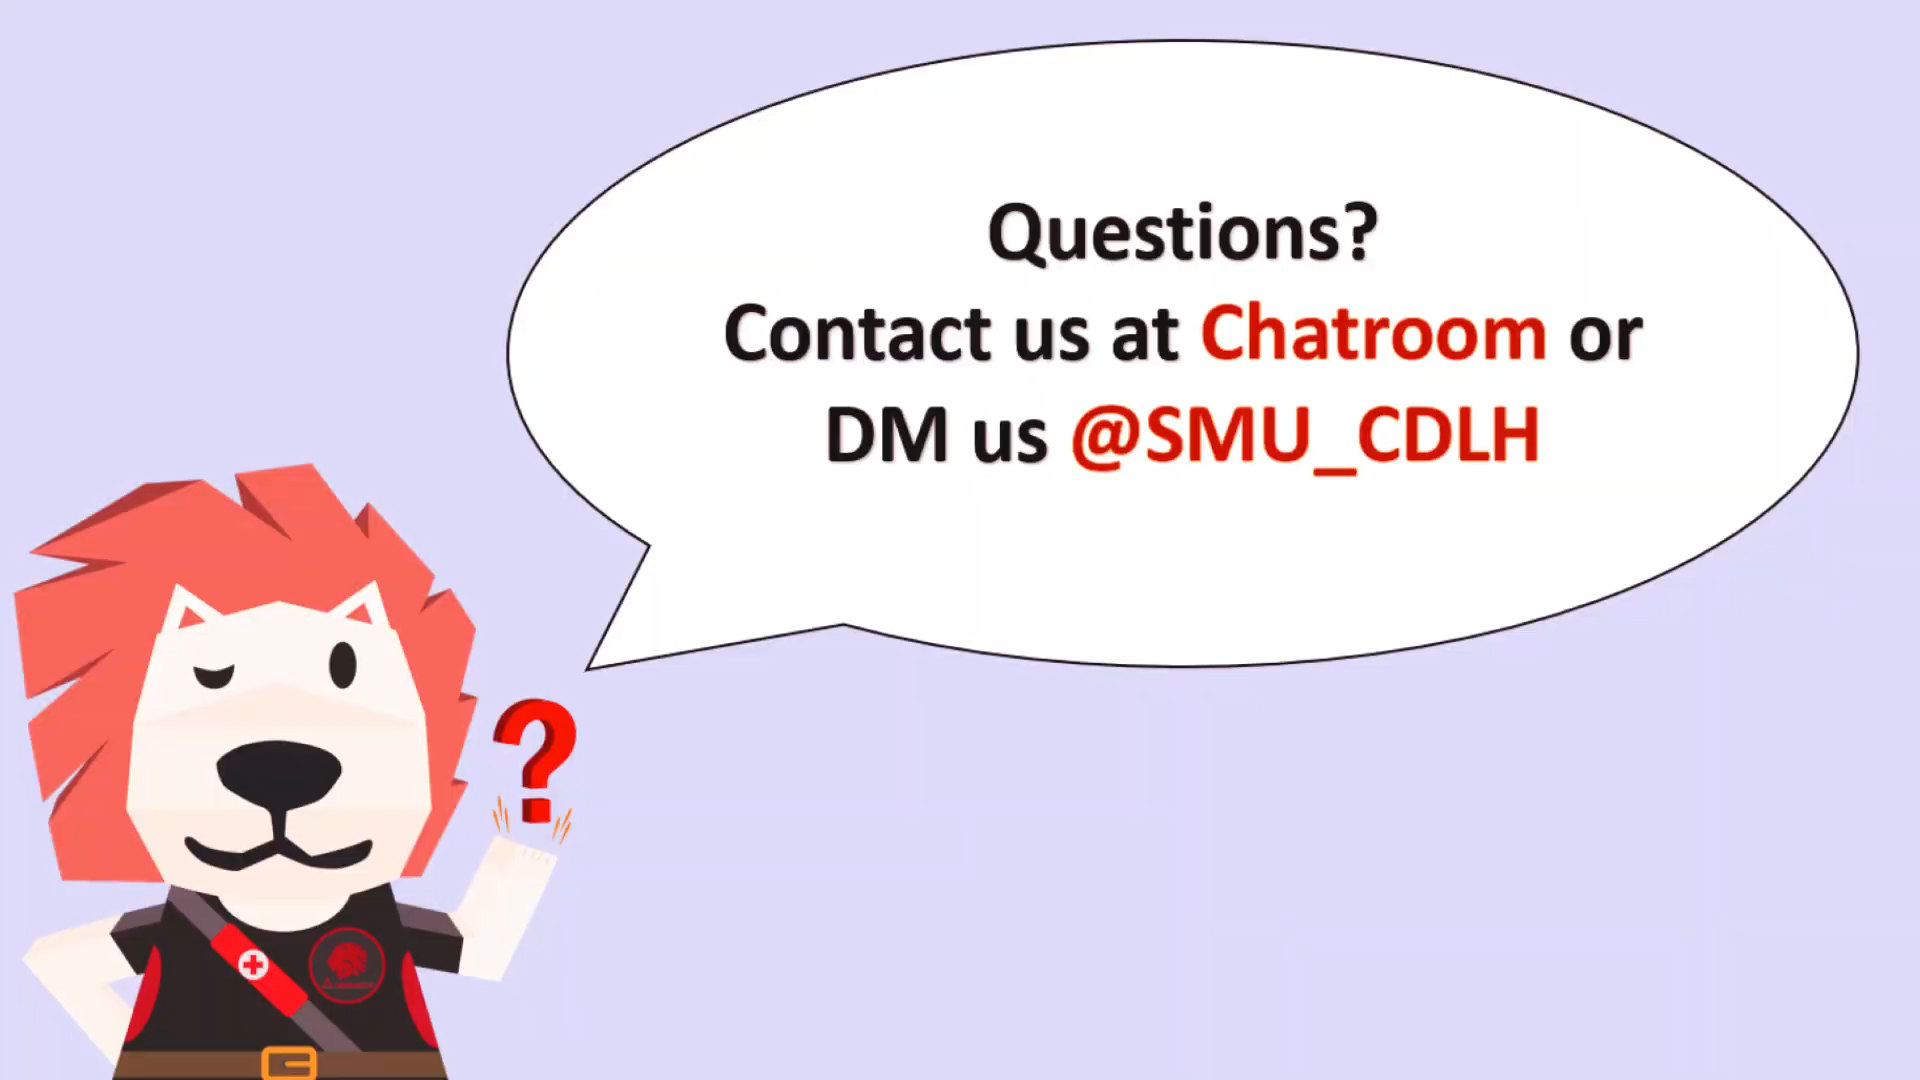 Questions?
Contact us at Chatroom or
DM us @SMU_CDLH
?